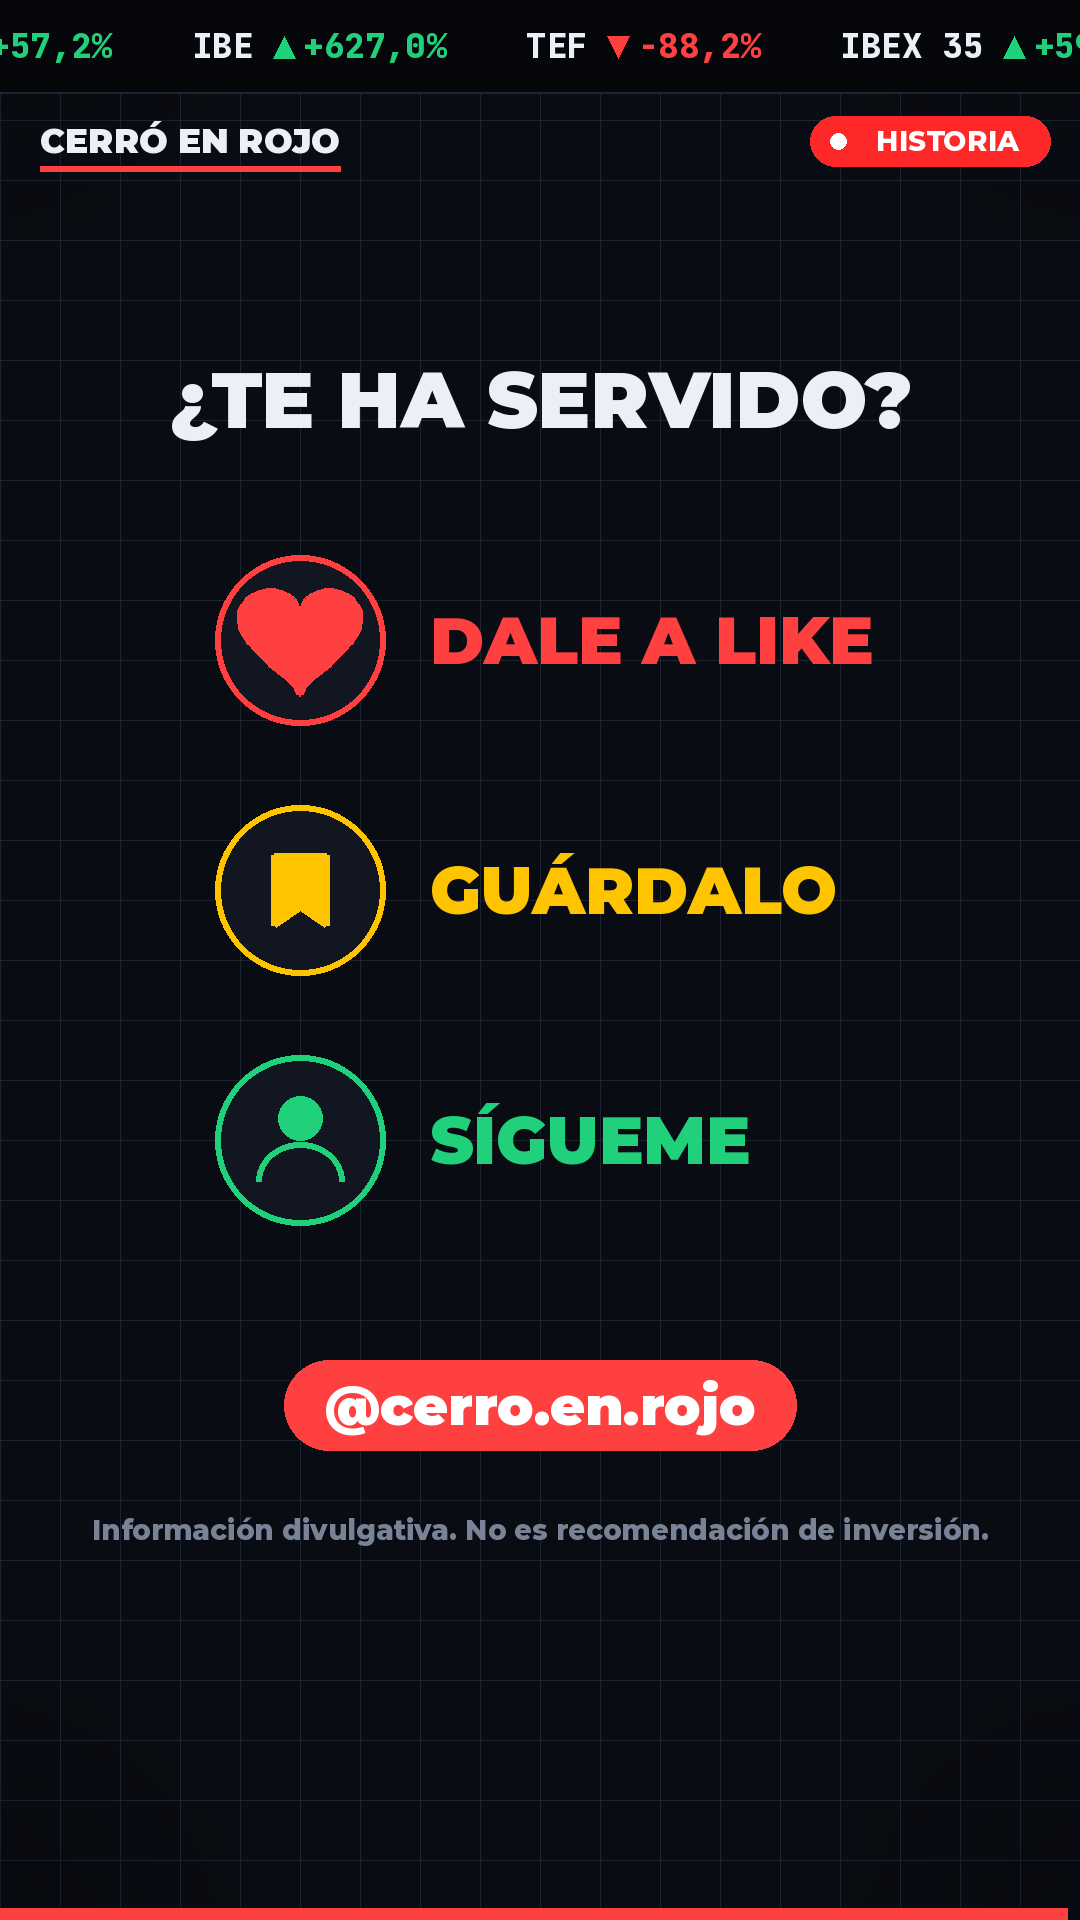 +57,2% IBE ▲+627,0% TEF ▼-88,2% IBEX 35 ▲+5
CERRÓ EN ROJO
HISTORIA
¿TE HA SERVIDO?
DALE A LIKE
GUÁRDALO
SÍGUEME
@cerro.en.rojo
Información divulgativa. No es recomendación de inversión.